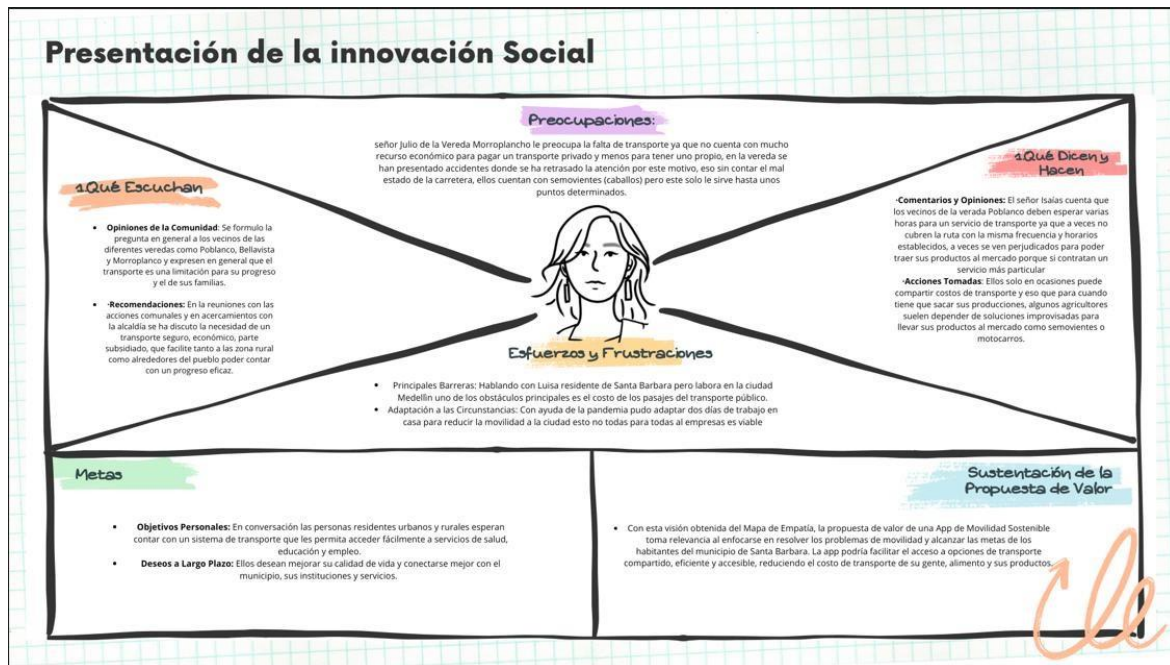 Presentación de la innovación Social
Preocupaciones:
señor Julio de la Vereda Morroplancho le preocupa la falta de transporte ya que no cuenta con mucho
recurso económico para pagar un transporte privado y menos para tener uno propio, en la vereda se
han presentado accidentes donde se ha retrasado la atención por este motivo, eso sin contar el mal
estado de la carretera, ellos cuentan con semovientes (caballos) pero este solo le sirve hasta unos
puntos determinados.
1Qué Escuchan
• Opiniones de la Comunidad: Se formulo la
pregunta en general a los vecinos de las
diferentes veredas como Poblanco, Bellavista
y Morroplanco y expresen en general que el
transporte es una limitación para su progreso
y el de sus familias.
• ·Recomendaciones: En la reuniones con las
acciones comunales y en acercamientos con
la alcaldía se ha discuto la necesidad de un
transporte seguro, económico, parte
subsidiado, que facilite tanto a las zona rural
como alrededores del pueblo poder contar
con un progreso eficaz.
1Qué Dicen y
Hacen
·Comentarios y Opiniones: El señor Isaías cuenta que
los vecinos de la verada Poblanco deben esperar varias
horas para un servicio de transporte ya que a veces no
cubren la ruta con la misma frecuencia y horarios
establecidos, a veces se ven perjudicados para poder
traer sus productos al mercado porque si contratan un
servicio más particular
·Acciones Tomadas: Ellos solo en ocasiones puede
compartir costos de transporte y eso que para cuando
tiene que sacar sus producciones, algunos agricultores
suelen depender de soluciones improvisadas para
llevar sus productos al mercado como semovientes o
motocarros.
Esfuerzos y Frustraciones
• Principales Barreras: Hablando con Luisa residente de Santa Barbara pero labora en la ciudad
Medellín uno de los obstáculos principales es el costo de los pasajes del transporte público.
• Adaptación a las Circunstancias: Con ayuda de la pandemia pudo adaptar dos días de trabajo en
casa para reducir la movilidad a la ciudad esto no todas para todas al empresas es viable
Metas
• Objetivos Personales: En conversación las personas residentes urbanos y rurales esperan
contar con un sistema de transporte que les permita acceder fácilmente a servicios de salud,
educación y empleo.
• Deseos a Largo Plazo: Ellos desean mejorar su calidad de vida y conectarse mejor con el
municipio, sus instituciones y servicios.
Sustentación de la
Propuesta de Valor
• Con esta visión obtenida del Mapa de Empatía, la propuesta de valor de una App de Movilidad Sostenible
toma relevancia al enfocarse en resolver los problemas de movilidad y alcanzar las metas de los
habitantes del municipio de Santa Barbara. La app podría facilitar el acceso a opciones de transporte
compartido, eficiente y accesible, reduciendo el costo de transporte de su gente, alimento y sus productos.